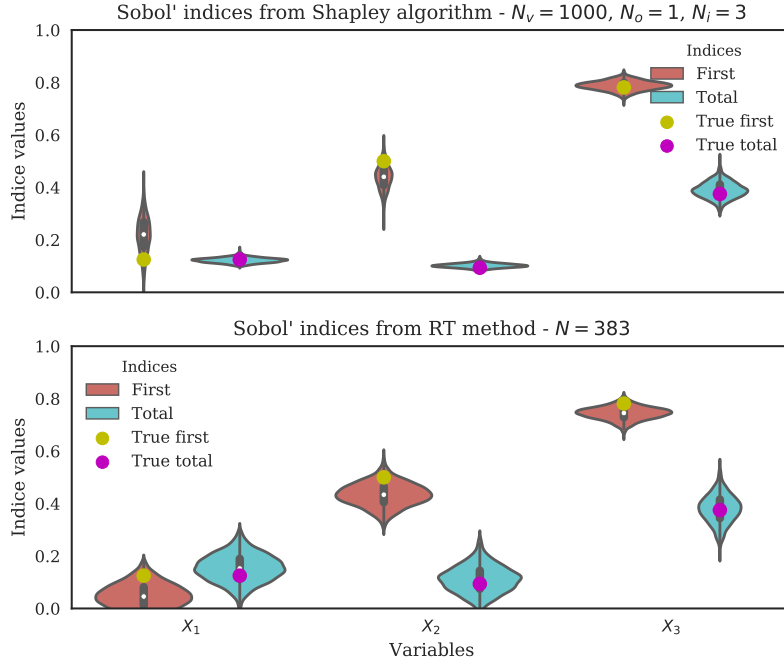 Sobol' indices from Shapley algorithm - $N_v = 1000$, $N_o = 1$, $N_i = 3$
1.0
0.8
0.6
0.4
0.2
0.0
Indice values
Indices
First
Total
True first
True total
Sobol' indices from RT method - $N = 383$
1.0
0.8
0.6
0.4
0.2
0.0
Indice values
Indices
First
Total
True first
True total
$X_1$
$X_2$
$X_3$
Variables